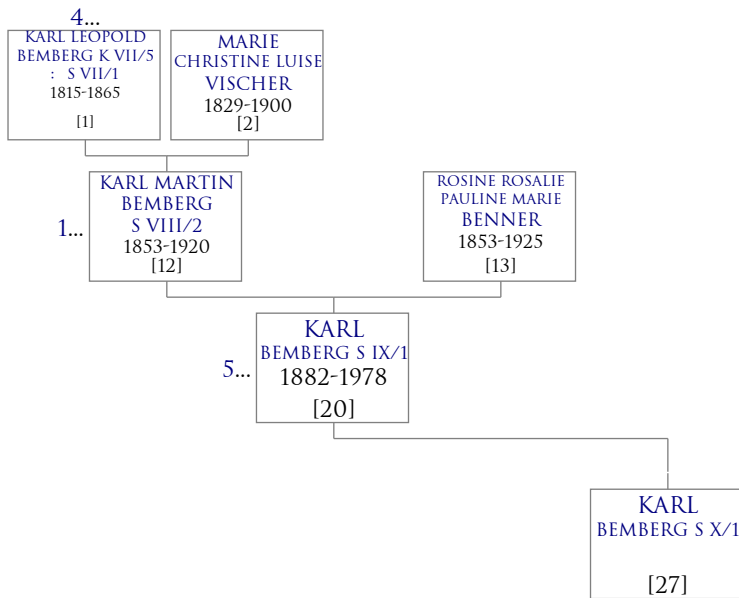 4...
KARL LEOPOLD
BEMBERG K VII/5
: S VII/1
1815-1865
[1]
MARIE
CHRISTINE LUISE
VISCHER
1829-1900
[2]
1...
KARL MARTIN
BEMBERG
S VIII/2
1853-1920
[12]
ROSINE ROSALIE
PAULINE MARIE
BENNER
1853-1925
[13]
5...
KARL
BEMBERG S IX/1
1882-1978
[20]
KARL
BEMBERG S X/1
[27]